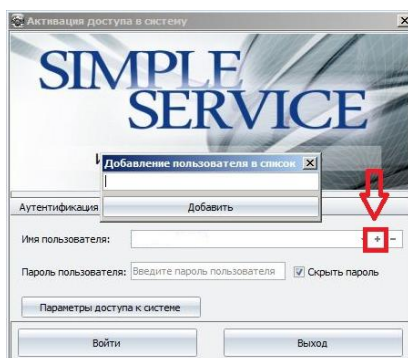 Активация доступа в систему
SIMPLE
SERVICE
Добавление пользователя в список
Добавить
Аутентификация
Имя пользователя:
+ -
Пароль пользователя: Введите пароль пользователя Скрыть пароль
Параметры доступа к системе
Войти Выход